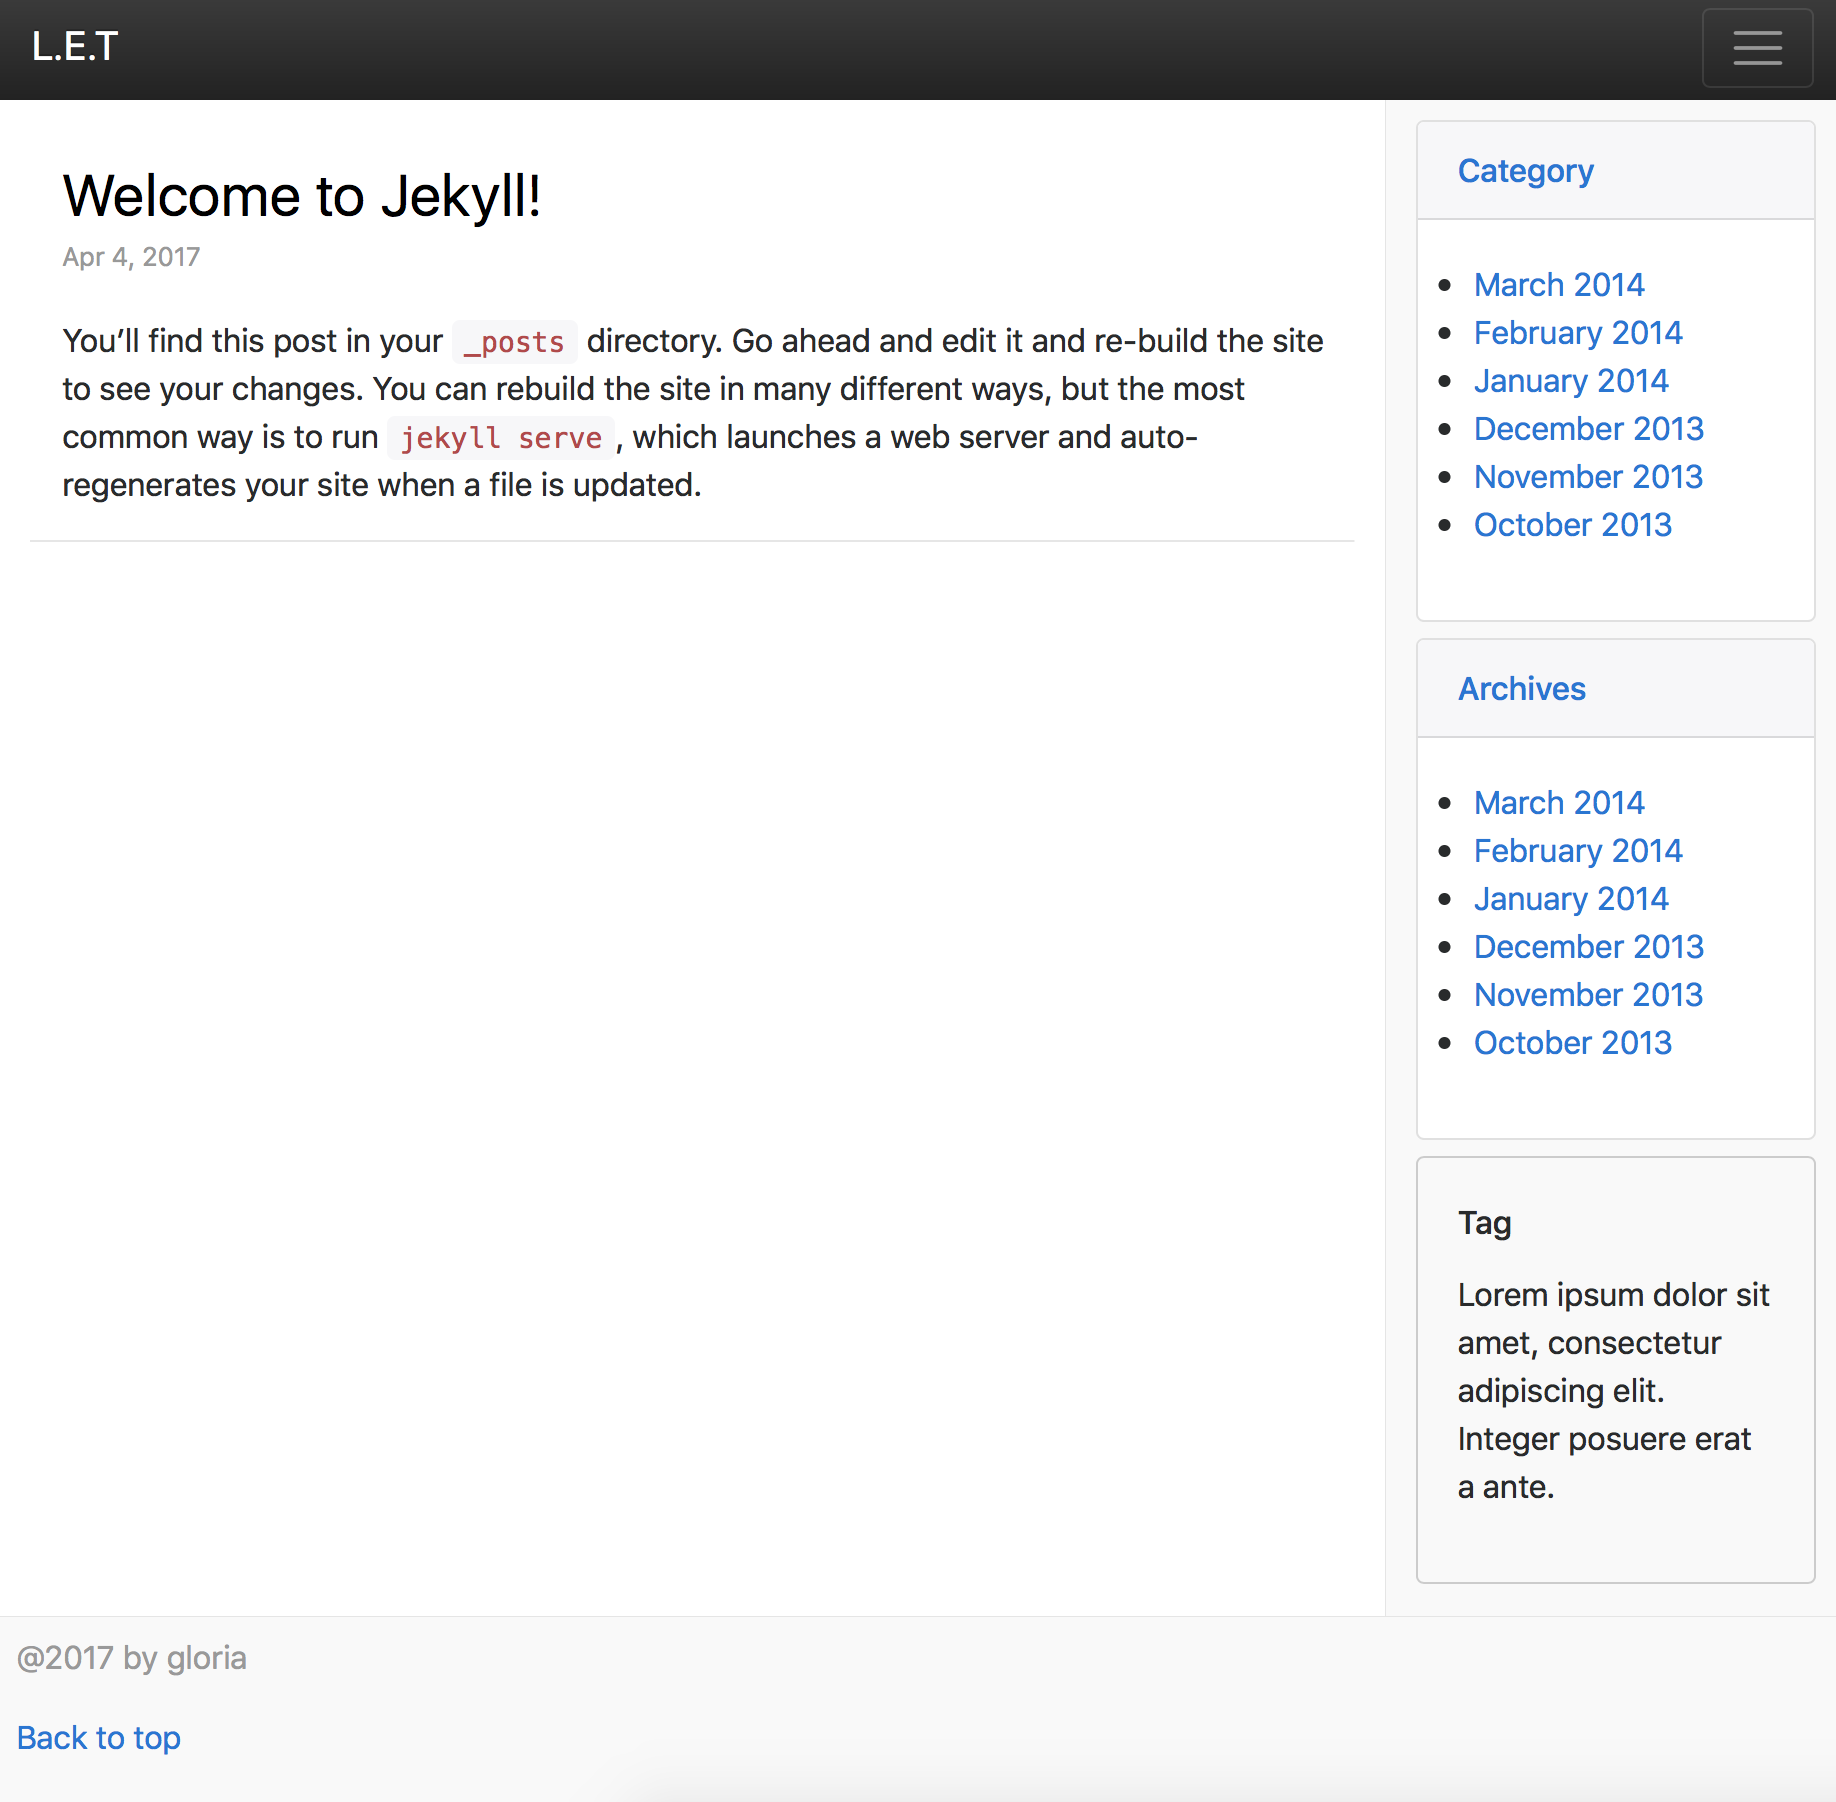 L.E.T
Welcome to Jekyll!
Apr 4, 2017
You’ll find this post in your _posts directory. Go ahead and edit it and re-build the site
to see your changes. You can rebuild the site in many different ways, but the most
common way is to run jekyll serve, which launches a web server and auto-
regenerates your site when a file is updated.
Category
March 2014
February 2014
January 2014
December 2013
November 2013
October 2013
Archives
March 2014
February 2014
January 2014
December 2013
November 2013
October 2013
Tag
Lorem ipsum dolor sit
amet, consectetur
adipiscing elit.
Integer posuere erat
a ante.
@2017 by gloria
Back to top